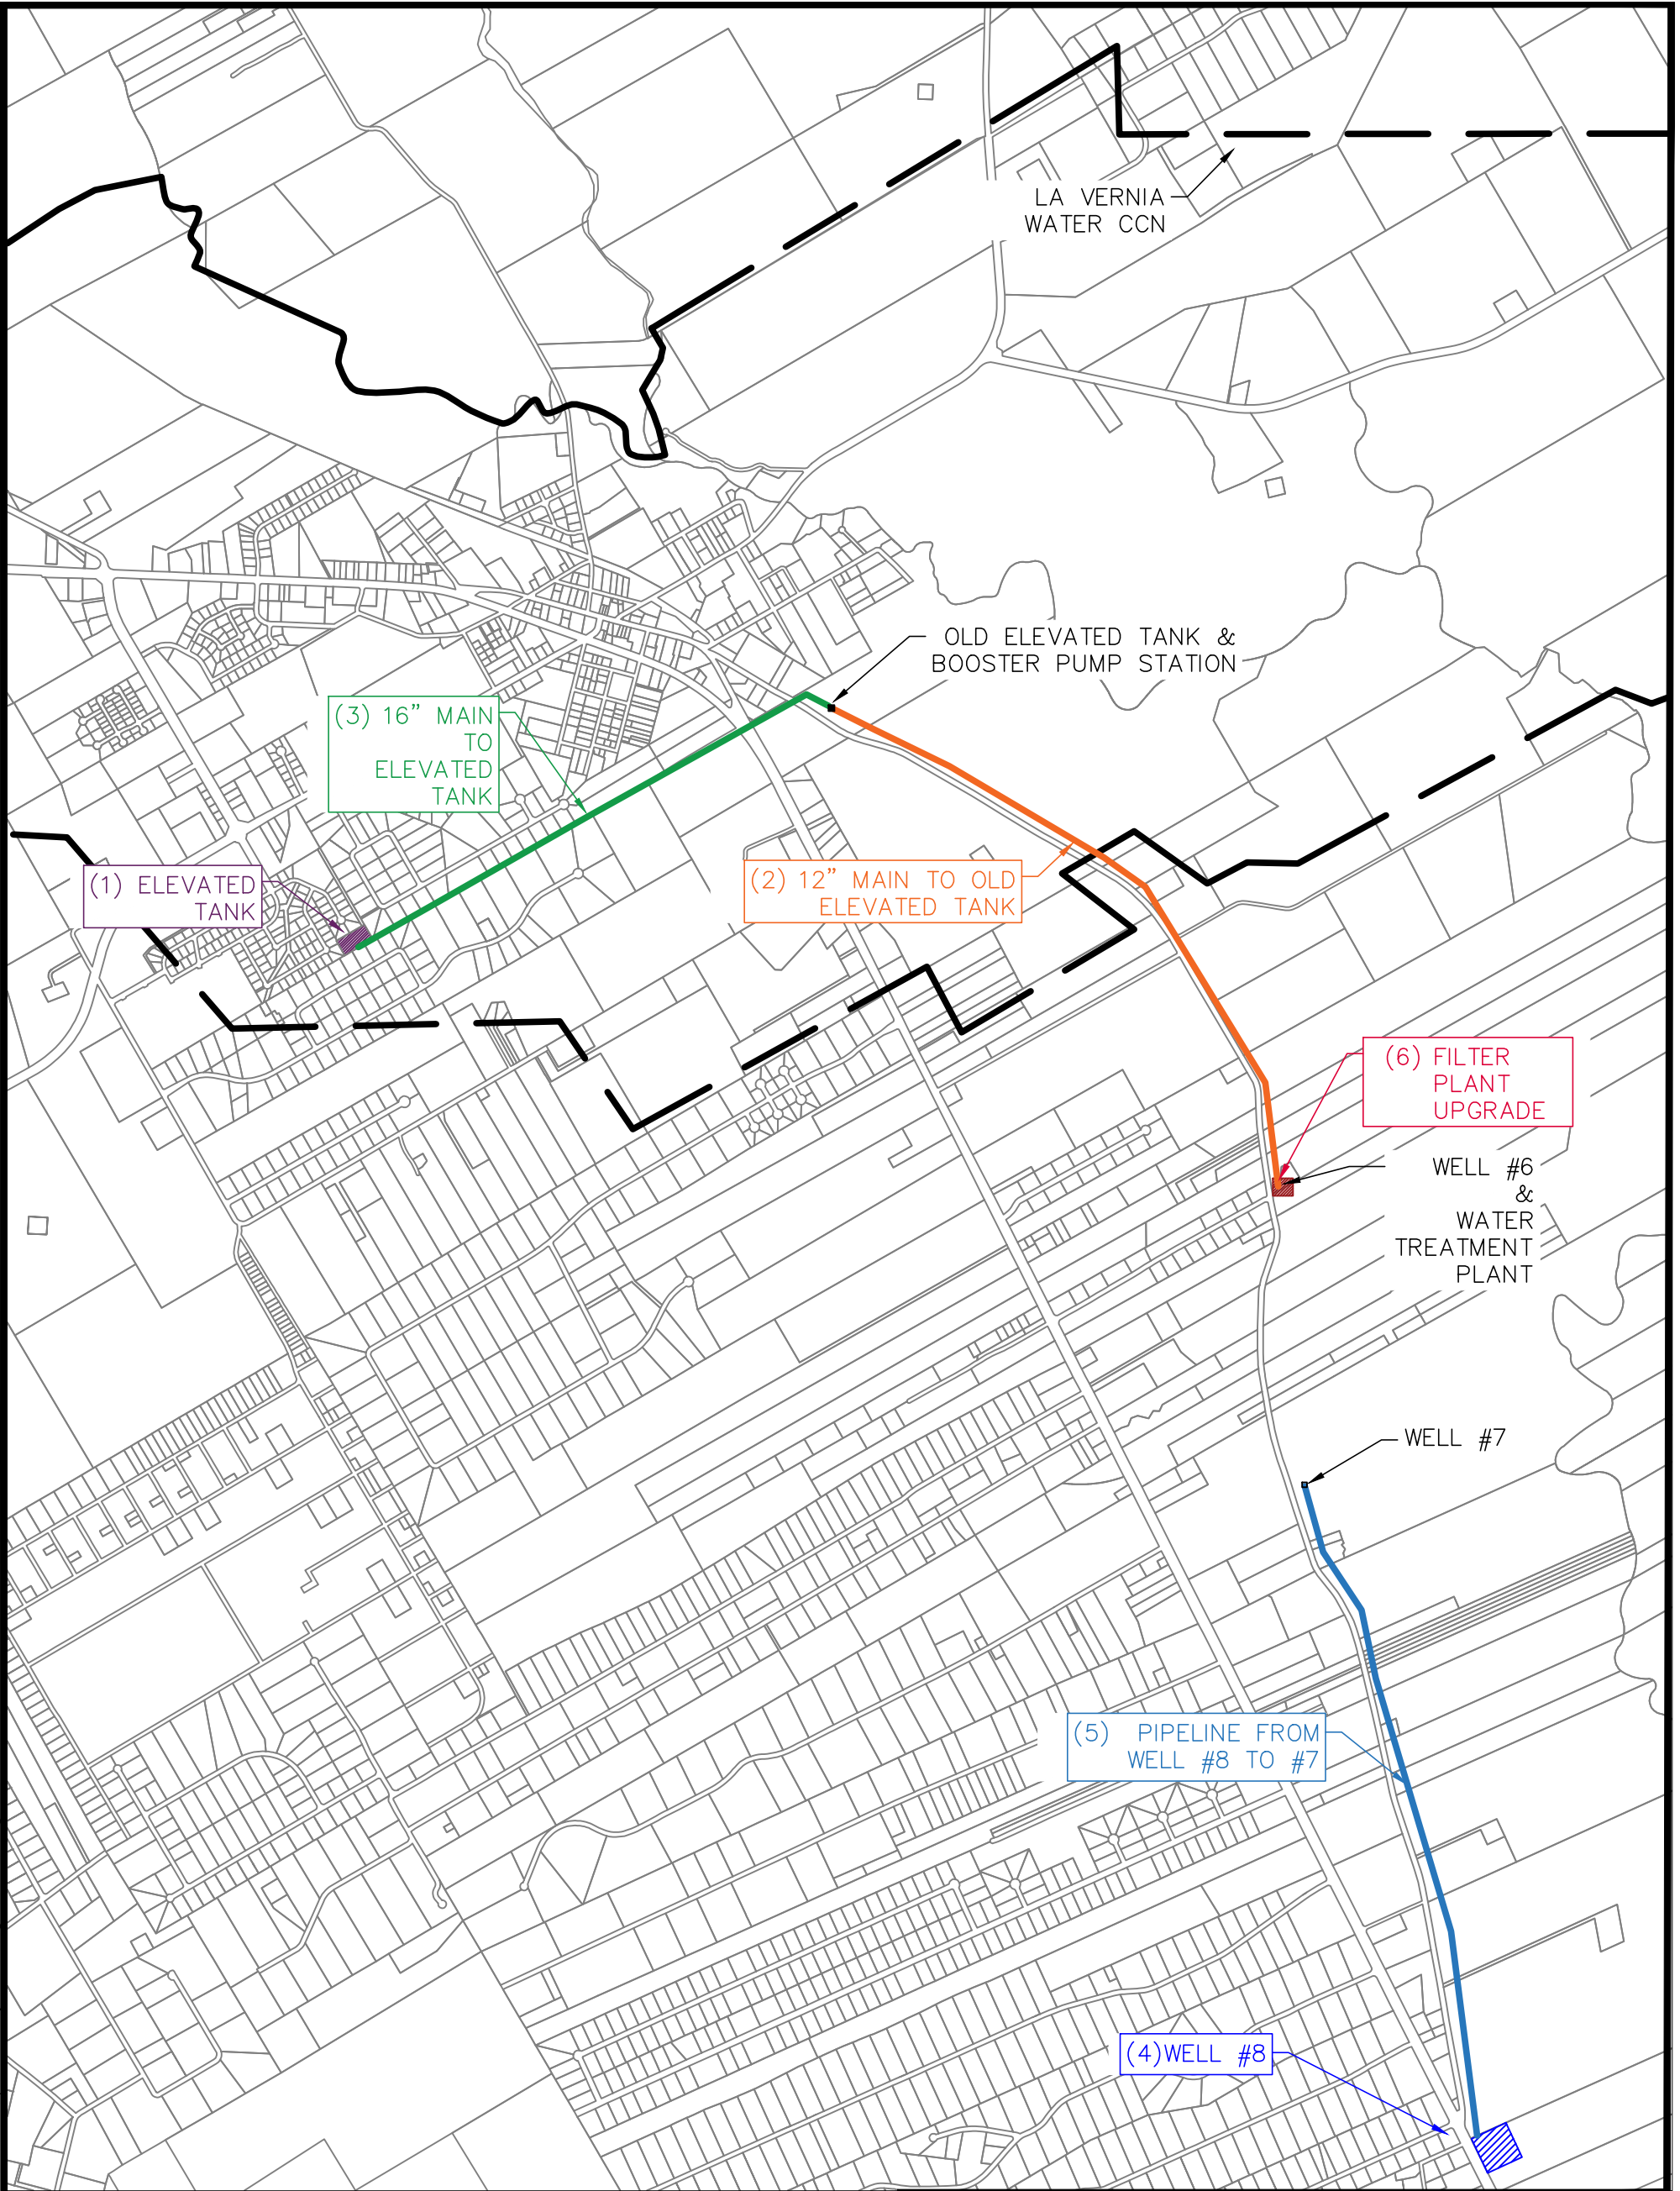 LA VERNIA
WATER CCN
OLD ELEVATED TANK &
BOOSTER PUMP STATION
(3) 16” MAIN
TO
ELEVATED
TANK
(2) 12” MAIN TO OLD
ELEVATED TANK
(1) ELEVATED
TANK
(6) FILTER
PLANT
UPGRADE
WELL #6
&
WATER
TREATMENT
PLANT
WELL #7
(5) PIPELINE FROM
WELL #8 TO #7
(4)WELL #8